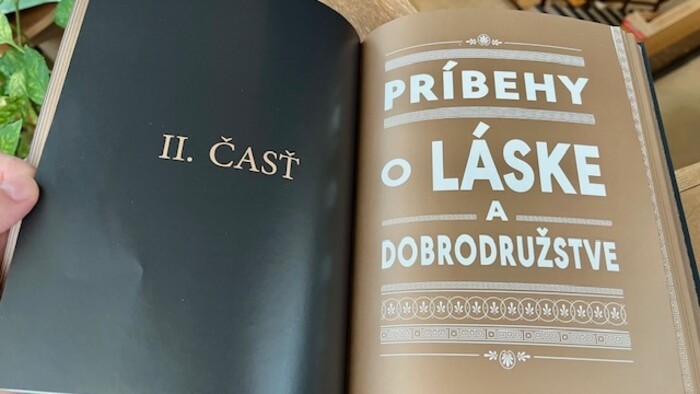 II. ČASŤ
PRÍBEHY
O LÁSKE
A
DOBRODRUŽSTVE